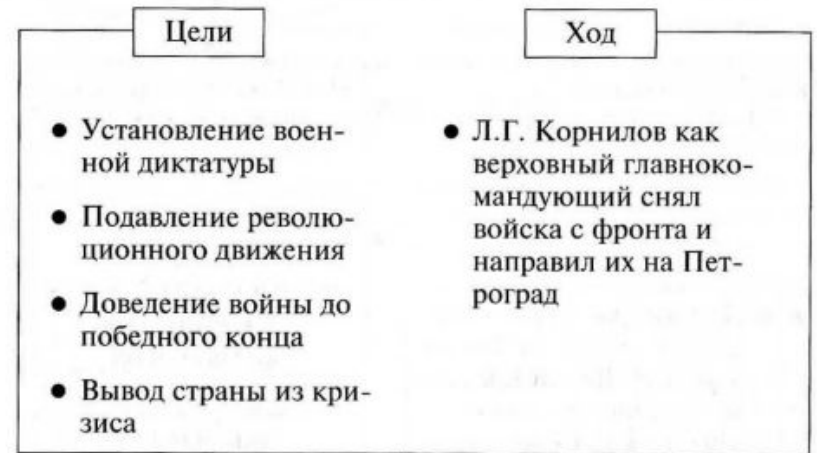 Цели
Ход
● Установление воен-
ной диктатуры
● Подавление револю-
ционного движения
● Доведение войны до
победного конца
● Вывод страны из кри-
зиса
● Л.Г. Корнилов как
верховный главноко-
мандующий снял
войска с фронта и
направил их на Пет-
роград